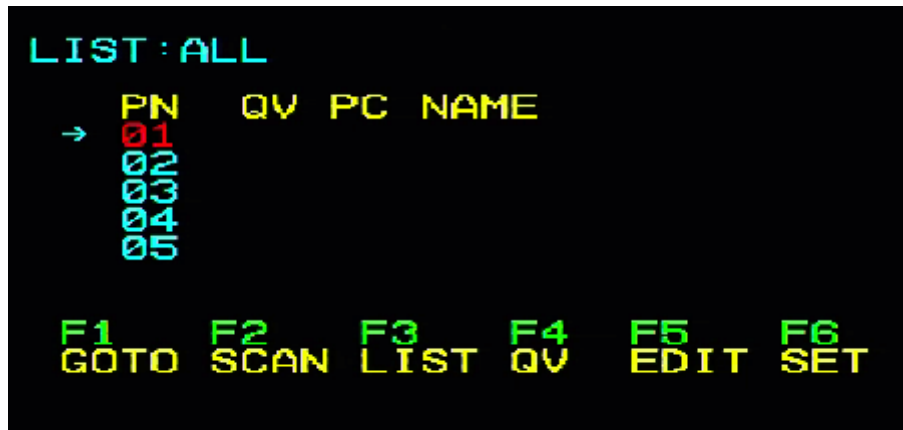 LIST:ALL
PN QV PC NAME
→ 01
02
03
04
05
F1 F2 F3 F4 F5 F6
GOTO SCAN LIST QV EDIT SET